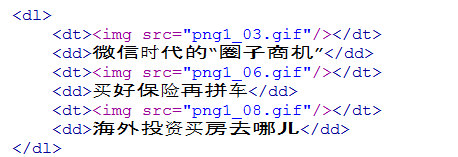 <dl>
<dt><img src="png1_03.gif"/></dt>
<dd>微信时代的“圈子商机”</dd>
<dt><img src="png1_06.gif"/></dt>
<dd>买好保险再拼车</dd>
<dt><img src="png1_08.gif"/></dt>
<dd>海外投资买房去哪儿</dd>
</dl>